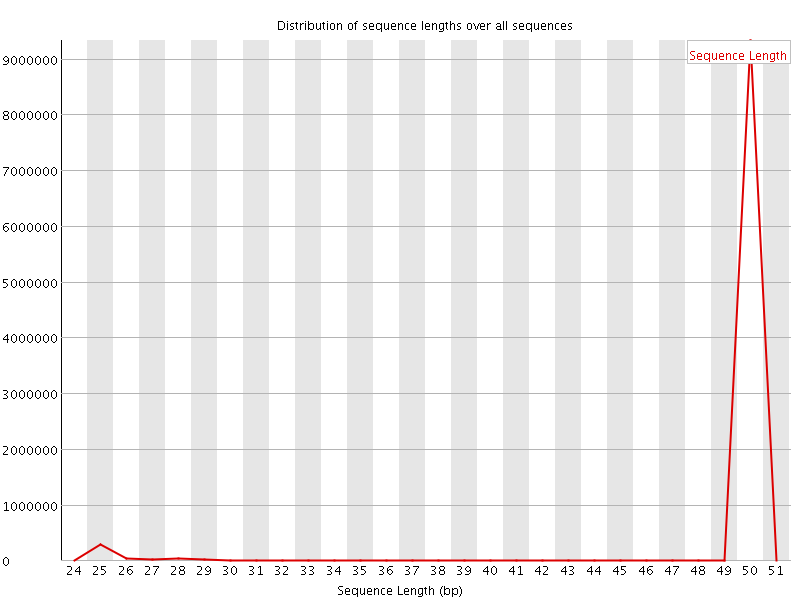 Distribution of sequence lengths over all sequences
Sequence Length
9000000
8000000
7000000
6000000
5000000
4000000
3000000
2000000
1000000
0
24 25 26 27 28 29 30 31 32 33 34 35 36 37 38 39 40 41 42 43 44 45 46 47 48 49 50 51
Sequence Length (bp)